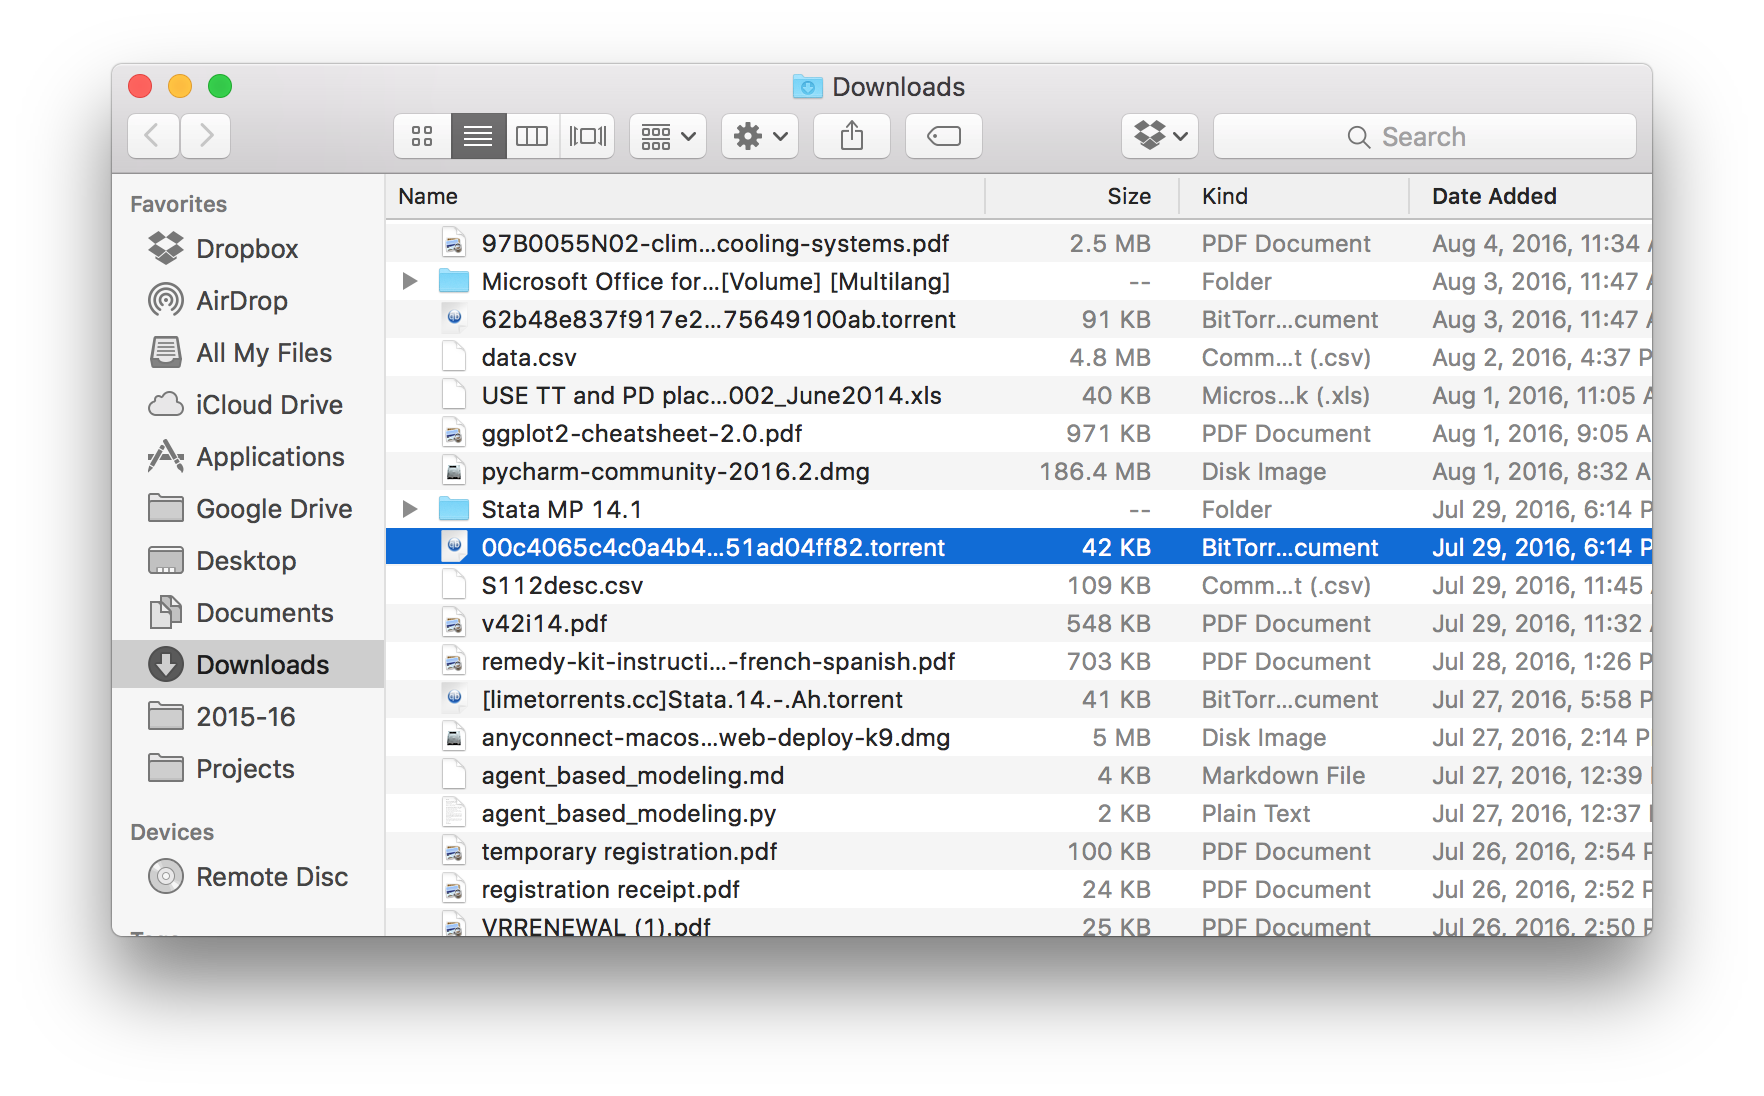 Downloads
Search
Favorites
Dropbox
AirDrop
All My Files
iCloud Drive
Applications
Google Drive
Desktop
Documents
Downloads
2015-16
Projects
Devices
Remote Disc
Name Size Kind Date Added
97B0055N02-clim...cooling-systems.pdf 2.5 MB PDF Document Aug 4, 2016, 11:34
Microsoft Office for...[Volume] [Multilang] -- Folder Aug 3, 2016, 11:47
62b48e837f917e2...75649100ab.torrent 91 KB BitTorr...cument Aug 3, 2016, 11:47
data.csv 4.8 MB Comm...t (.csv) Aug 2, 2016, 4:37 P
USE TT and PD plac...002_June2014.xls 40 KB Micros...k (.xls) Aug 1, 2016, 11:05
ggplot2-cheatsheet-2.0.pdf 971 KB PDF Document Aug 1, 2016, 9:05 A
pycharm-community-2016.2.dmg 186.4 MB Disk Image Aug 1, 2016, 8:32 A
Stata MP 14.1 -- Folder Jul 29, 2016, 6:14 P
00c4065c4c0a4b4...51ad04ff82.torrent 42 KB BitTorr...cument Jul 29, 2016, 6:14 P
S112desc.csv 109 KB Comm...t (.csv) Jul 29, 2016, 11:45
v42i14.pdf 548 KB PDF Document Jul 29, 2016, 11:32
remedy-kit-instructi...-french-spanish.pdf 703 KB PDF Document Jul 28, 2016, 1:26 P
[limetorrents.cc]Stata.14.-.Ah.torrent 41 KB BitTorr...cument Jul 27, 2016, 5:58 P
anyconnect-macos...web-deploy-k9.dmg 5 MB Disk Image Jul 27, 2016, 2:14 P
agent_based_modeling.md 4 KB Markdown File Jul 27, 2016, 12:39
agent_based_modeling.py 2 KB Plain Text Jul 27, 2016, 12:37
temporary registration.pdf 100 KB PDF Document Jul 26, 2016, 2:54 P
registration receipt.pdf 24 KB PDF Document Jul 26, 2016, 2:52 P
VRRENEWAL (1).pdf 25 KB PDF Document Jul 26, 2016, 2:50 P